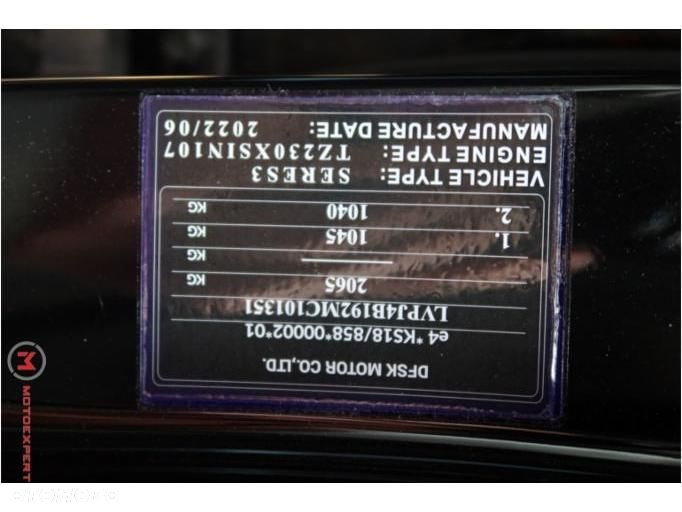 DFSK MOTOR CO.,LTD.
e4*KS18/858*00002*01
LVPJ4B192MC101351
2065 KG
KG
1. 1045 KG
2. 1040 KG
VEHICLE TYPE: SERES3
ENGINE TYPE: TZ230XSIN107
MANUFACTURE DATE: 2022/06
MOTOEXPERT
OTOMOTO